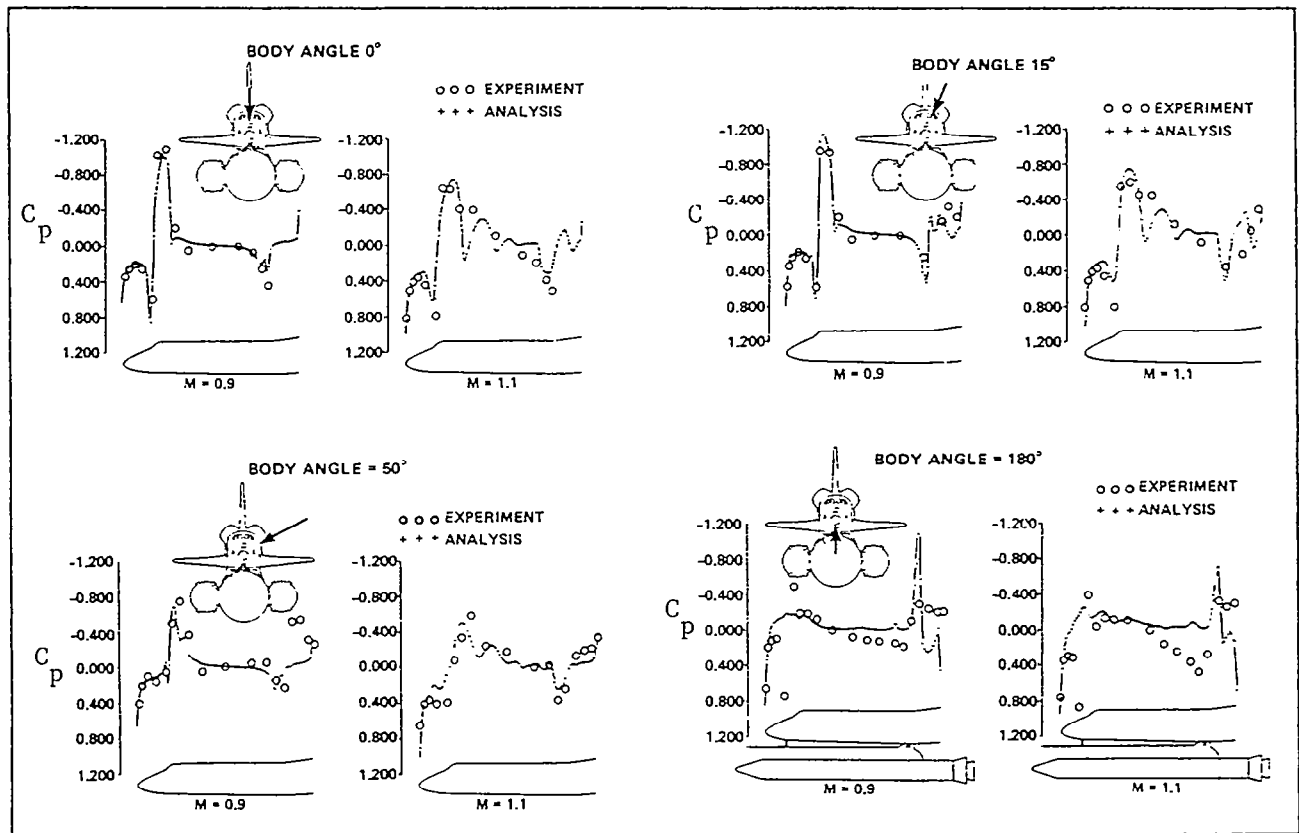 BODY ANGLE 0°
○ ○ ○ EXPERIMENT
+ + + ANALYSIS
-1.200
-0.800
-0.400
0.000
0.400
0.800
1.200
Cp
M = 0.9
-1.200
-0.800
-0.400
0.000
0.400
0.800
1.200
M = 1.1
BODY ANGLE 15°
○ ○ ○ EXPERIMENT
+ + + ANALYSIS
-1.200
-0.800
-0.400
0.000
0.400
0.800
1.200
Cp
M = 0.9
-1.200
-0.800
-0.400
0.000
0.400
0.800
1.200
M = 1.1
BODY ANGLE = 50°
○ ○ ○ EXPERIMENT
+ + + ANALYSIS
-1.200
-0.800
-0.400
0.000
0.400
0.800
1.200
Cp
M = 0.9
-1.200
-0.800
-0.400
0.000
0.400
0.800
1.200
M = 1.1
BODY ANGLE = 180°
○ ○ ○ EXPERIMENT
+ + + ANALYSIS
-1.200
-0.800
-0.400
0.000
0.400
0.800
1.200
Cp
M = 0.9
-1.200
-0.800
-0.400
0.000
0.400
0.800
1.200
M = 1.1